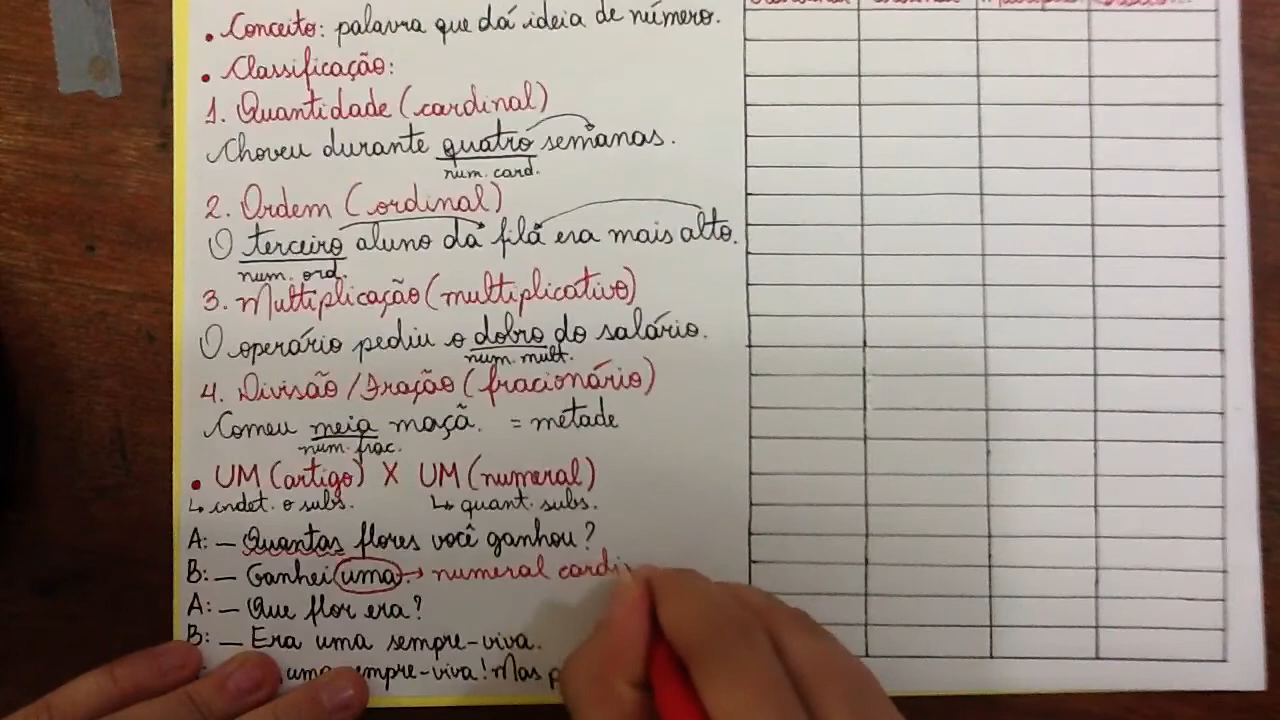 • Conceito: palavra que dá ideia de número.
• Classificação:
1. Quantidade (cardinal)
Choveu durante quatro semanas.
num. card.
2. Ordem (ordinal)
O terceiro aluno da fila era mais alto.
num. ord.
3. Multiplicação (multiplicativo)
O operário pediu o dobro do salário.
num. mult.
4. Divisão/Fração (fracionário)
Comeu meia maçã. = metade
num. frac.
• UM (artigo) X UM (numeral)
↳ indet. o subs. ↳ quant. subs.
A: — Quantas flores você ganhou?
B: — Ganhei uma. → numeral cardi
A: — Que flor era?
B: — Era uma sempre-viva.
uma sempre-viva! Mas p